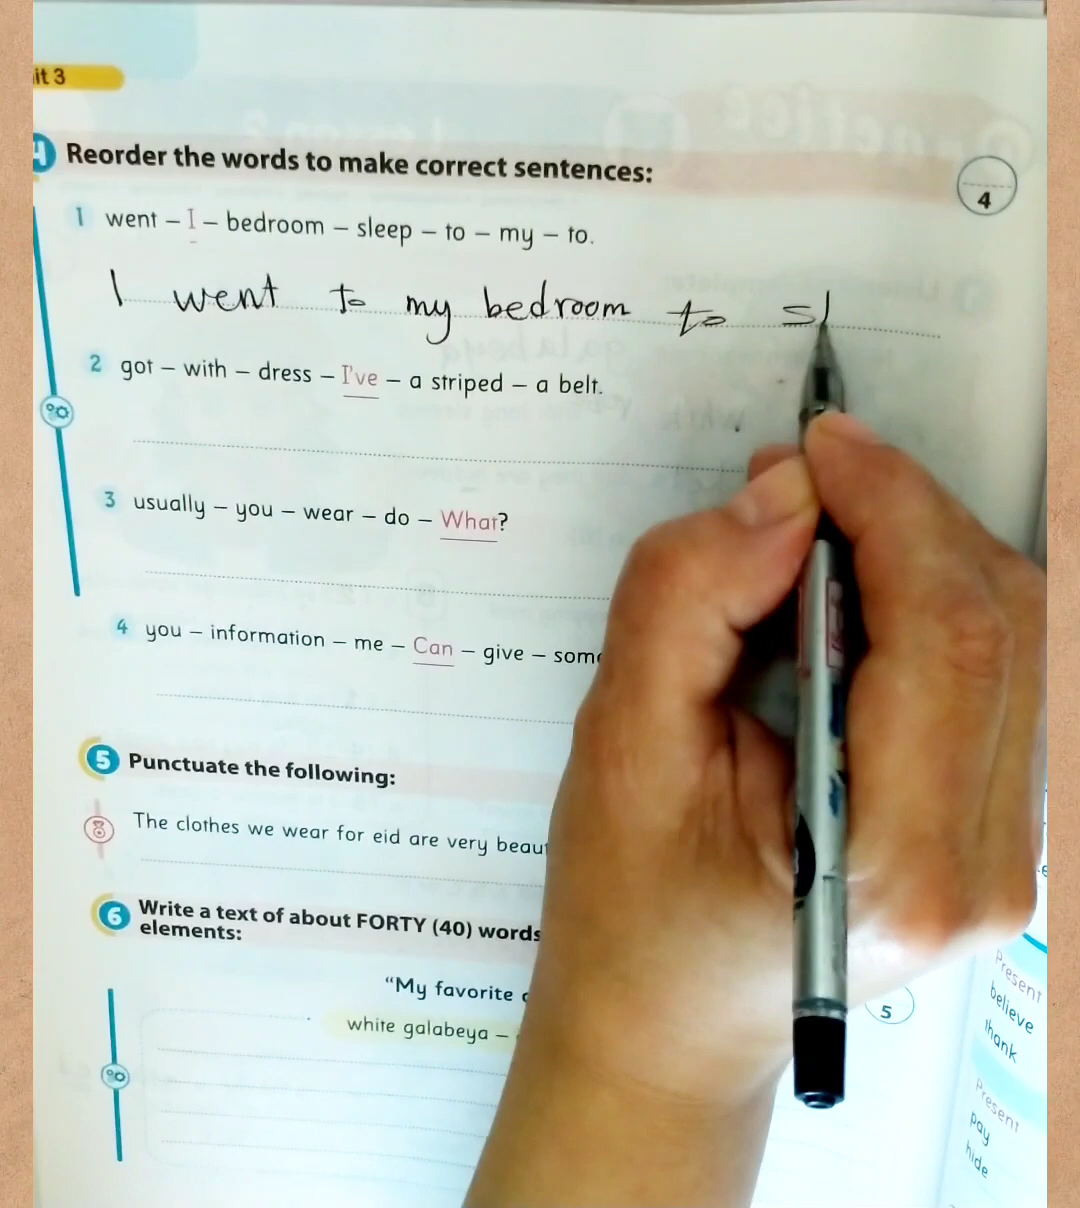 it 3
4 Reorder the words to make correct sentences:
4
1 went – I – bedroom – sleep – to – my – to.
I went to my bedroom to sl
2 got – with – dress – I've – a striped – a belt.
3 usually – you – wear – do – What?
4 you – information – me – Can – give – som
5 Punctuate the following:
The clothes we wear for eid are very beau
6 Write a text of about FORTY (40) words
elements:
"My favorite
white galabeya –
5
Present
believe
thank
Present
pay
hide